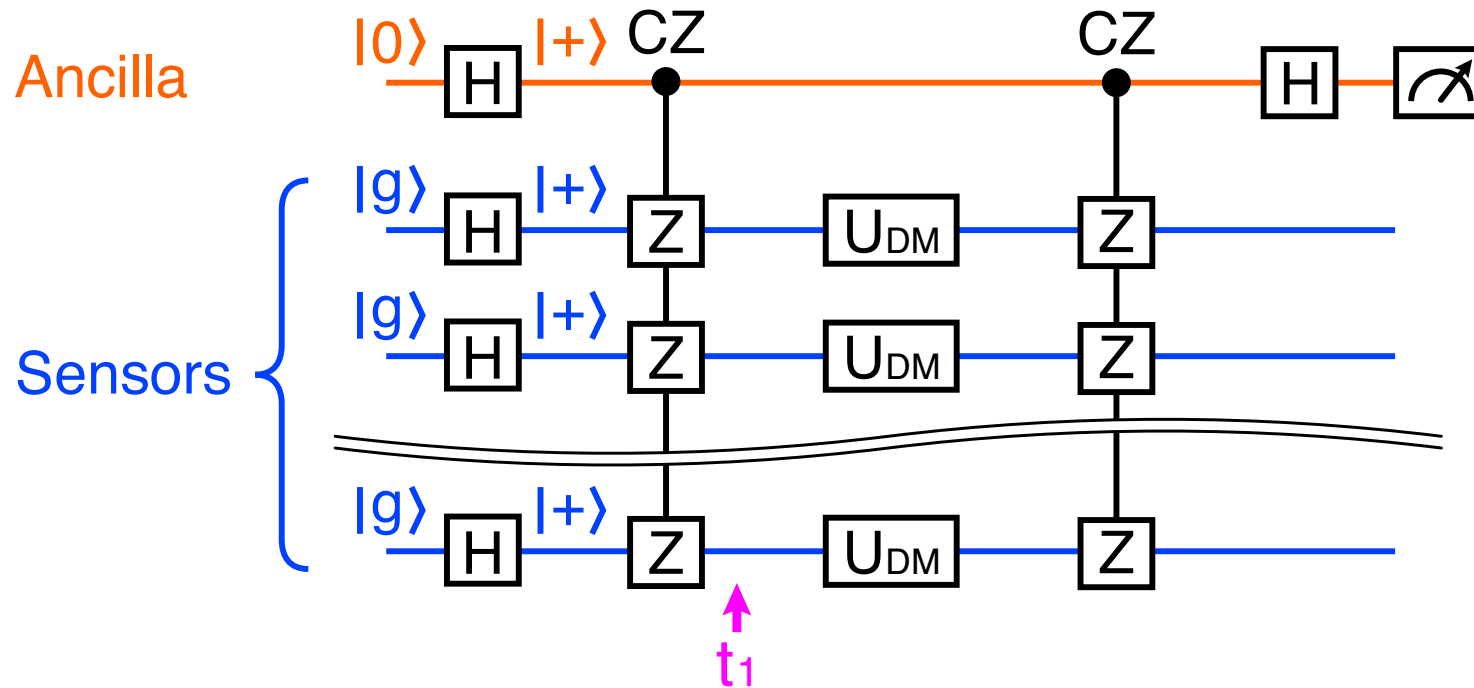 |0⟩ H |+⟩ CZ CZ H
Ancilla
|g⟩ H |+⟩ Z UDM Z
|g⟩ H |+⟩ Z UDM Z
Sensors
|g⟩ H |+⟩ Z UDM Z
t1